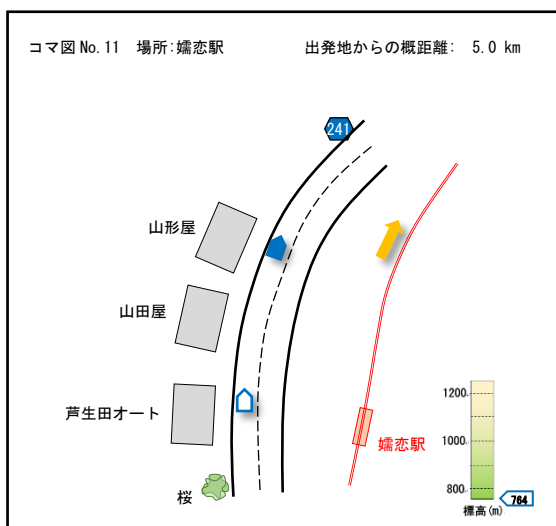 コマ図 No.11 場所:嬬恋駅 出発地からの概距離: 5.0 km
241
山形屋
山田屋
芦生田オート
嬬恋駅
桜
1200
1000
800
764
標高(m)